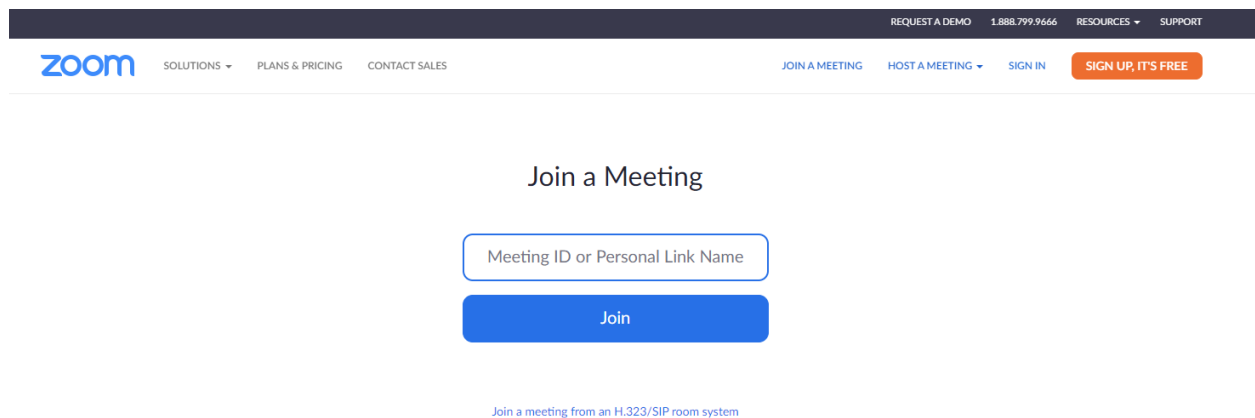 REQUEST A DEMO 1.888.799.9666 RESOURCES SUPPORT
zoom SOLUTIONS PLANS & PRICING CONTACT SALES JOIN A MEETING HOST A MEETING SIGN IN SIGN UP, IT'S FREE
Join a Meeting
Meeting ID or Personal Link Name
Join
Join a meeting from an H.323/SIP room system